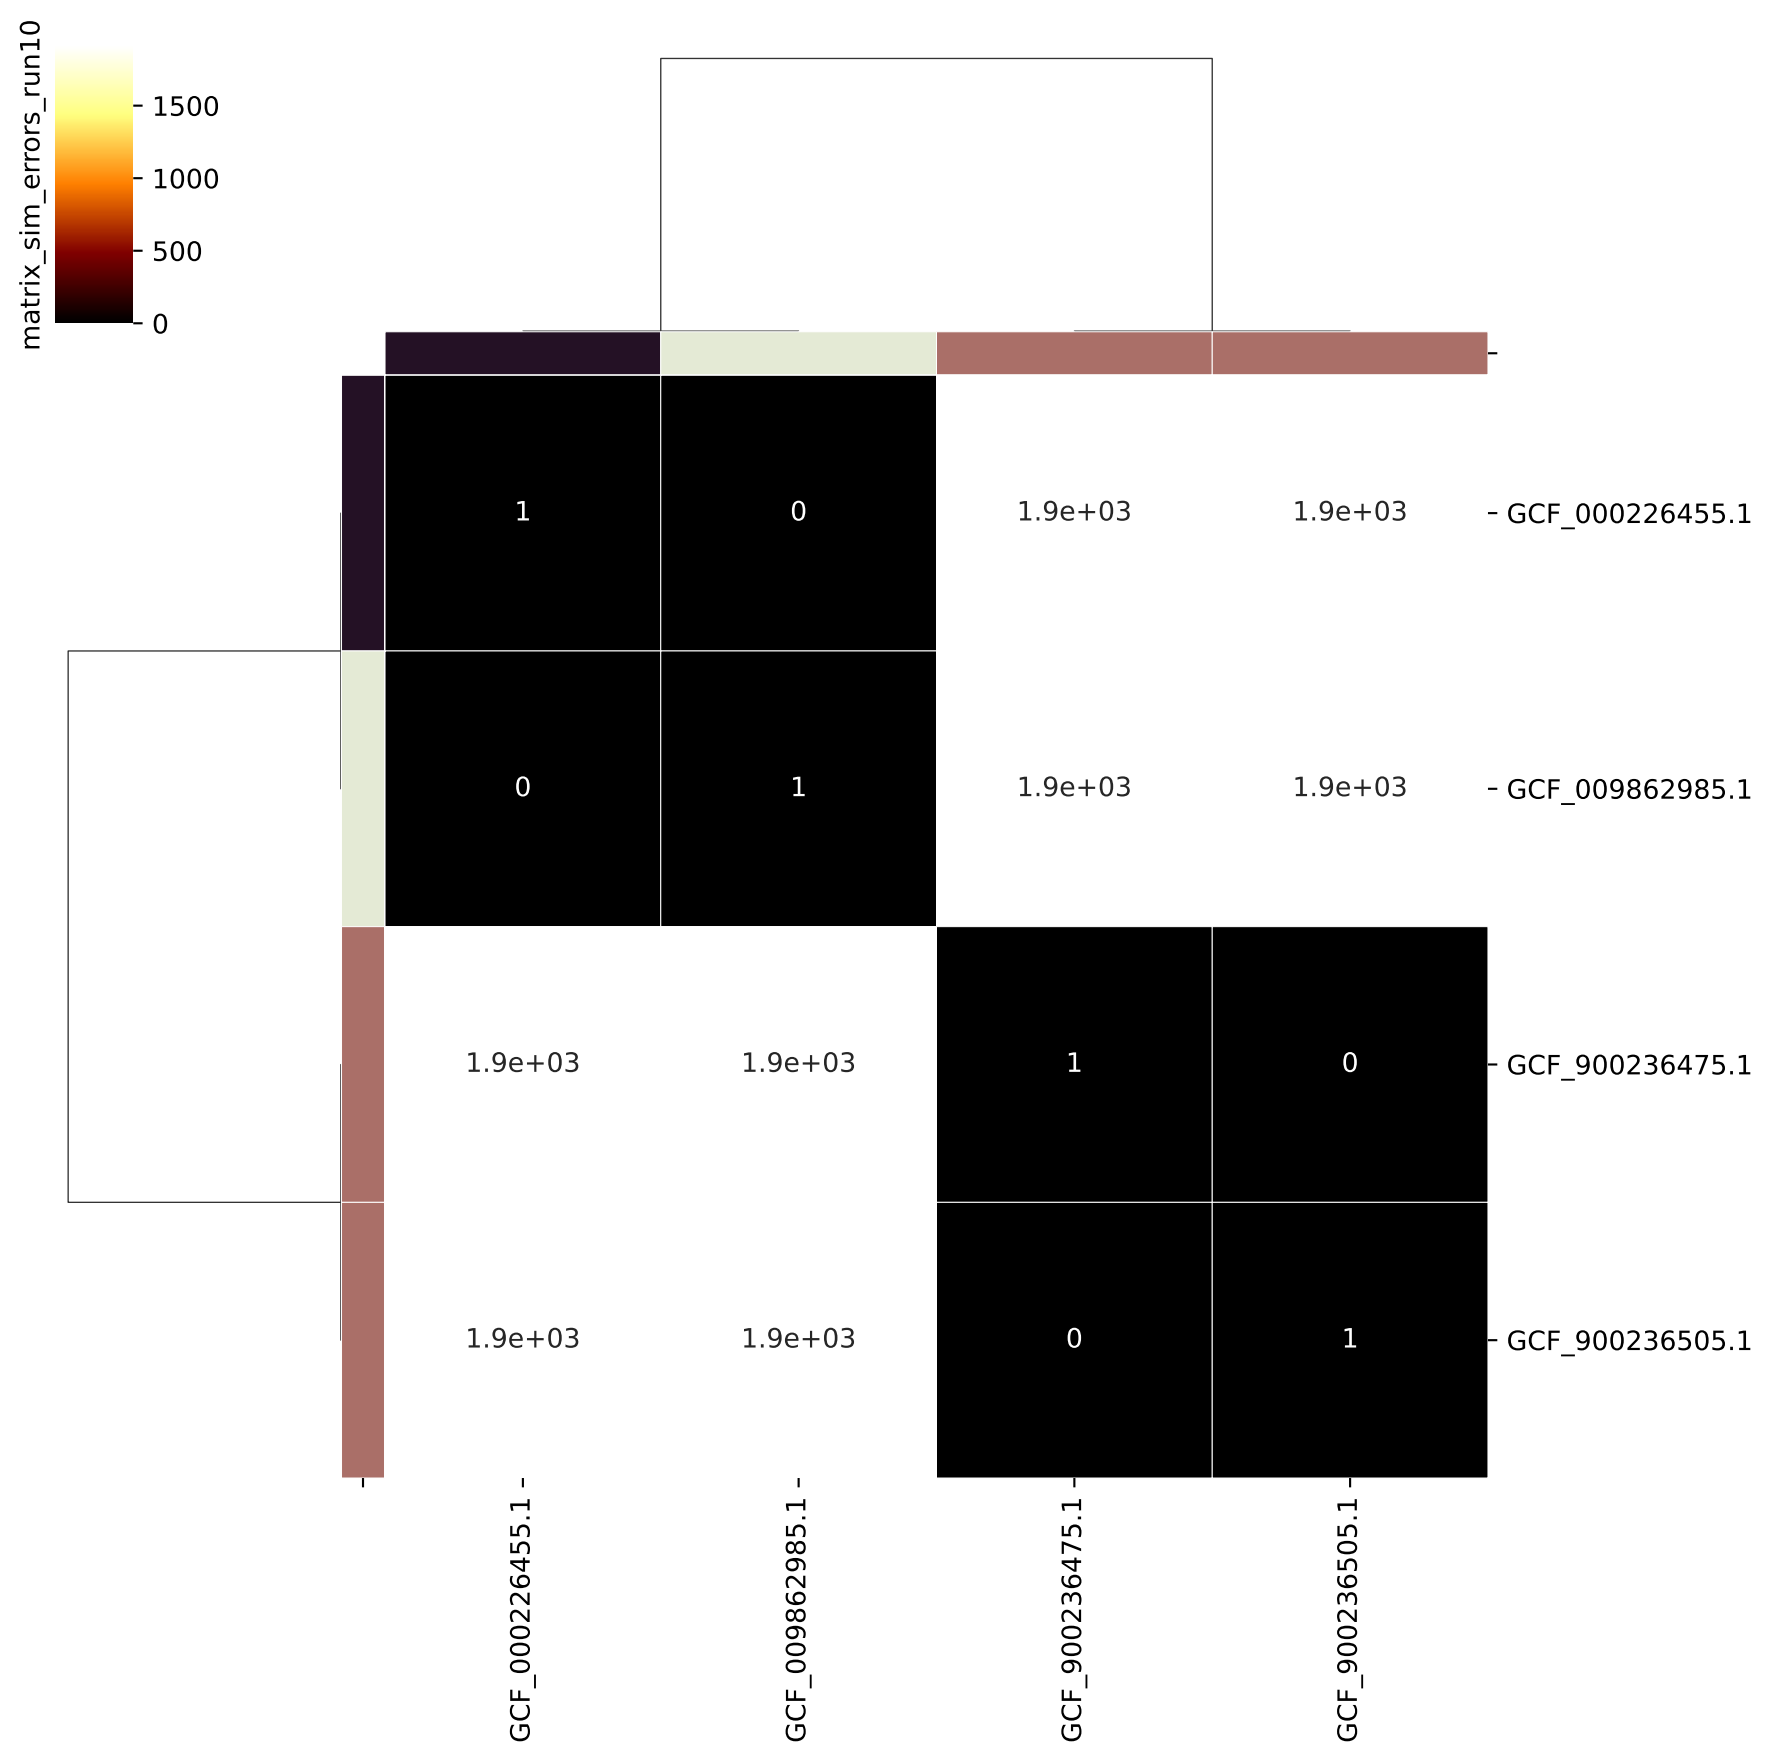 matrix_sim_errors_run10
1500
1000
500
0
1 0 1.9e+03 1.9e+03 GCF_000226455.1
0 1 1.9e+03 1.9e+03 GCF_009862985.1
1.9e+03 1.9e+03 1 0 GCF_900236475.1
1.9e+03 1.9e+03 0 1 GCF_900236505.1
GCF_000226455.1
GCF_009862985.1
GCF_900236475.1
GCF_900236505.1